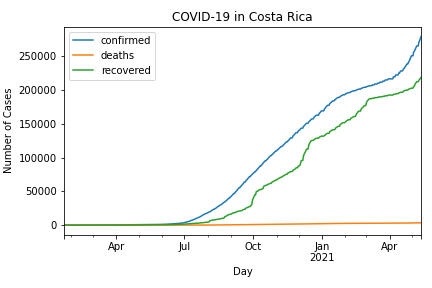 COVID-19 in Costa Rica
confirmed
deaths
recovered
250000
200000
150000
100000
50000
0
Number of Cases
Apr
Jul
Oct
Jan
2021
Apr
Day